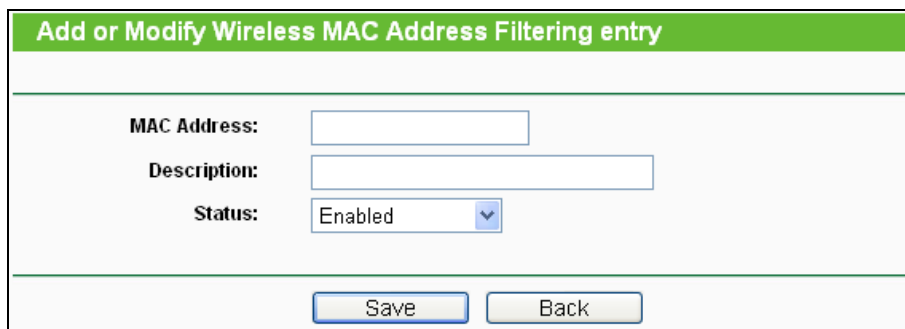 Add or Modify Wireless MAC Address Filtering entry
MAC Address:
Description:
Status: Enabled
Save Back